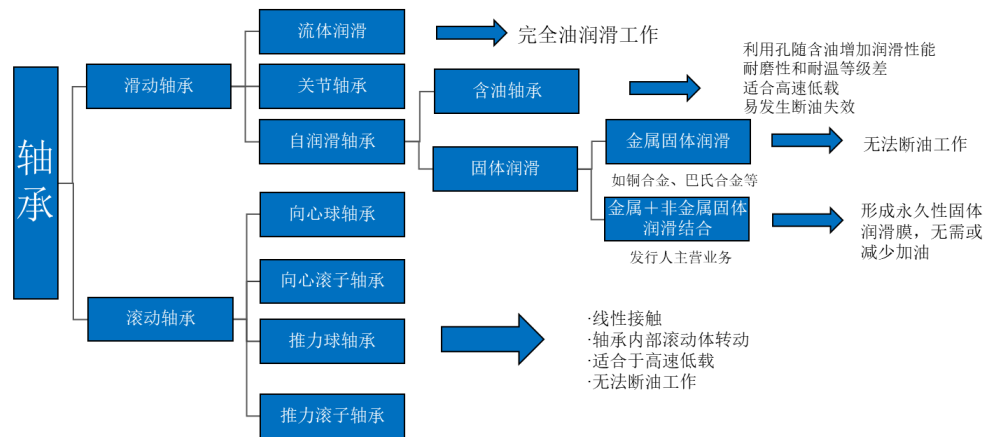 轴承
滑动轴承
流体润滑
完全油润滑工作
关节轴承
自润滑轴承
含油轴承
利用孔随含油增加润滑性能
耐磨性和耐温等级差
适合高速低载
易发生断油失效
固体润滑
金属固体润滑
如铜合金、巴氏合金等
无法断油工作
金属+非金属固体
润滑结合
发行人主营业务
形成永久性固体
润滑膜，无需或
减少加油
滚动轴承
向心球轴承
向心滚子轴承
推力球轴承
推力滚子轴承
·线性接触
·轴承内部滚动体转动
·适合于高速低载
·无法断油工作